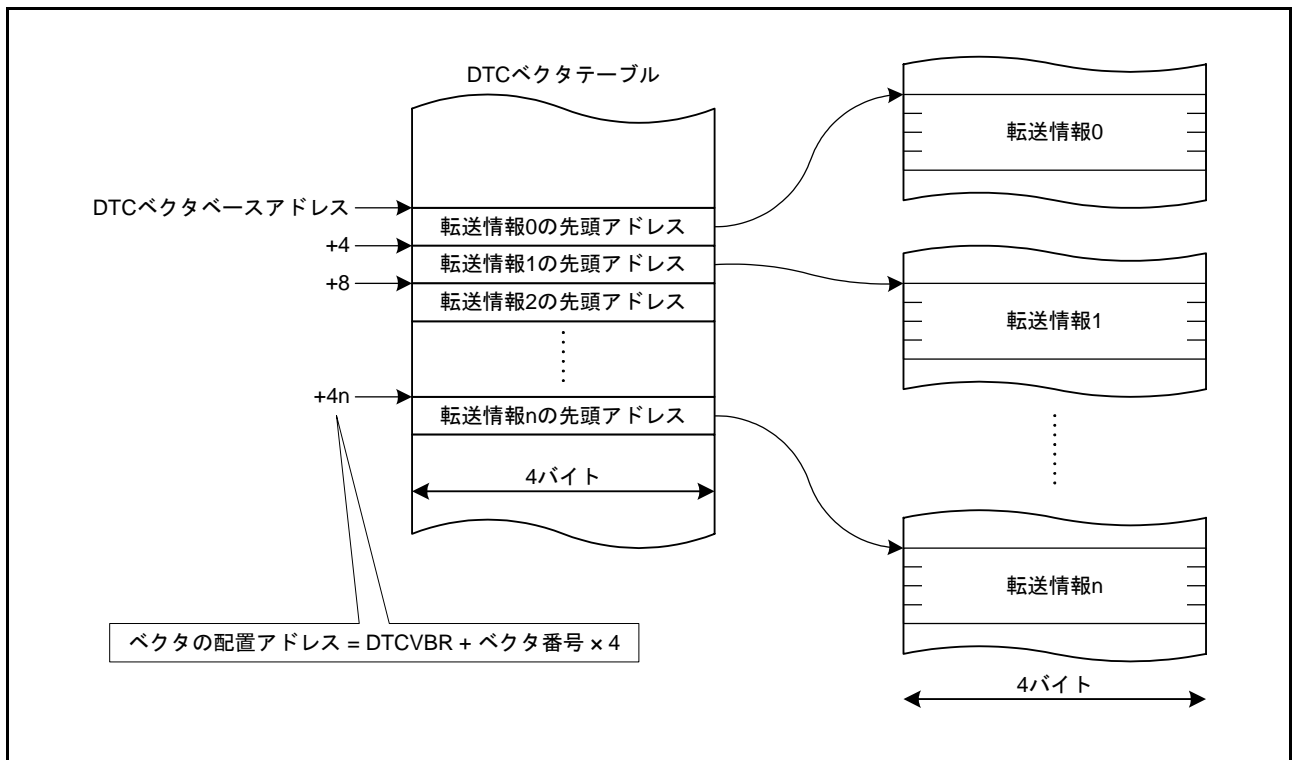 DTCベクタテーブル
DTCベクタベースアドレス
転送情報0の先頭アドレス
+4
転送情報1の先頭アドレス
+8
転送情報2の先頭アドレス
+4n
転送情報nの先頭アドレス
4バイト
ベクタの配置アドレス = DTCVBR + ベクタ番号 × 4
転送情報0
転送情報1
転送情報n
4バイト